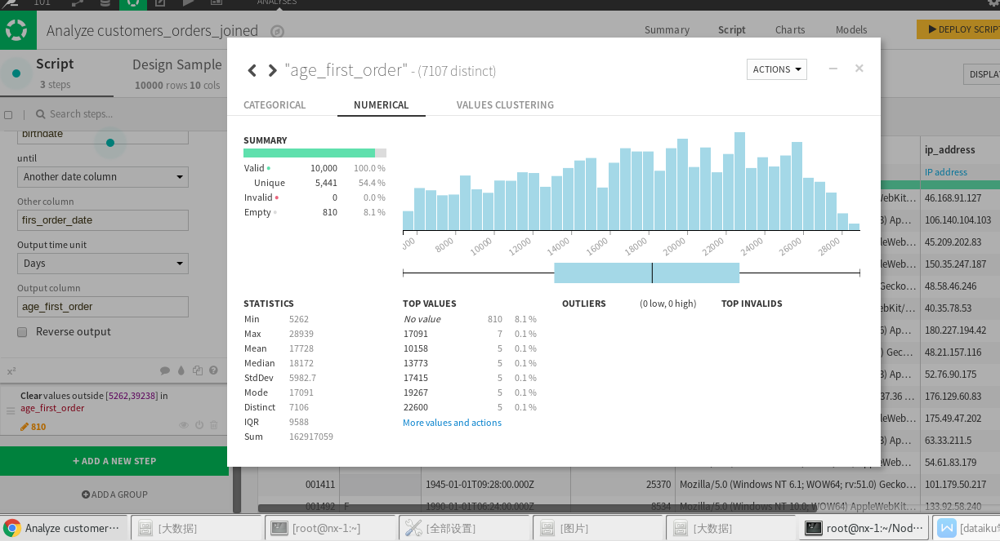 101
ANALYSES
Analyze customers_orders_joined
Summary
Script
Charts
Models
DEPLOY SCRIPT
Script
3 steps
Design Sample
10000 rows 10 cols
DISPLA
Search steps...
birthdate
until
Another date column
Other column
firs_order_date
Output time unit
Days
Output column
age_first_order
Reverse output
x²
Clear values outside [5262,39238] in
age_first_order
810
+ ADD A NEW STEP
ADD A GROUP
"age_first_order" - (7107 distinct)
ACTIONS
CATEGORICAL
NUMERICAL
VALUES CLUSTERING
SUMMARY
Valid 10,000 100.0 %
Unique 5,441 54.4 %
Invalid 0 0.0 %
Empty 810 8.1 %
8000
10000
12000
14000
16000
18000
20000
22000
24000
26000
28000
STATISTICS
Min 5262
Max 28939
Mean 17728
Median 18172
StdDev 5982.7
Mode 17091
Distinct 7106
IQR 9588
Sum 162917059
TOP VALUES
No value 810 8.1 %
17091 7 0.1 %
10158 5 0.1 %
13773 5 0.1 %
17415 5 0.1 %
19267 5 0.1 %
22600 5 0.1 %
More values and actions
OUTLIERS (0 low, 0 high)
TOP INVALIDS
ip_address
IP address
VebKit... 46.168.91.127
3) Ap... 106.140.104.103
leWeb... 45.209.202.83
leWeb... 150.35.247.187
Gecko... 48.58.46.246
ebKit/... 40.35.78.53
6) Ap... 180.227.194.42
) Gec... 48.21.157.116
3) Ap... 52.76.90.175
37.36 ... 176.129.60.83
leWeb... 175.49.47.202
3) Ap... 63.33.211.5
leWeb... 54.61.83.179
001411 1945-01-01T09:28:00.000Z 25370 Mozilla/5.0 (Windows NT 6.1; WOW64; rv:51.0) Gecko... 101.179.50.217
001492 F 1990-01-01T06:24:00.000Z 8534 Mozilla/5.0 (Windows NT 10.0; WOW64) AppleWebKit... 133.92.58.240
Analyze customer···
[大数据]
[root@nx-1:~]
[全部设置]
[图片]
[大数据]
root@nx-1:~/Nod···